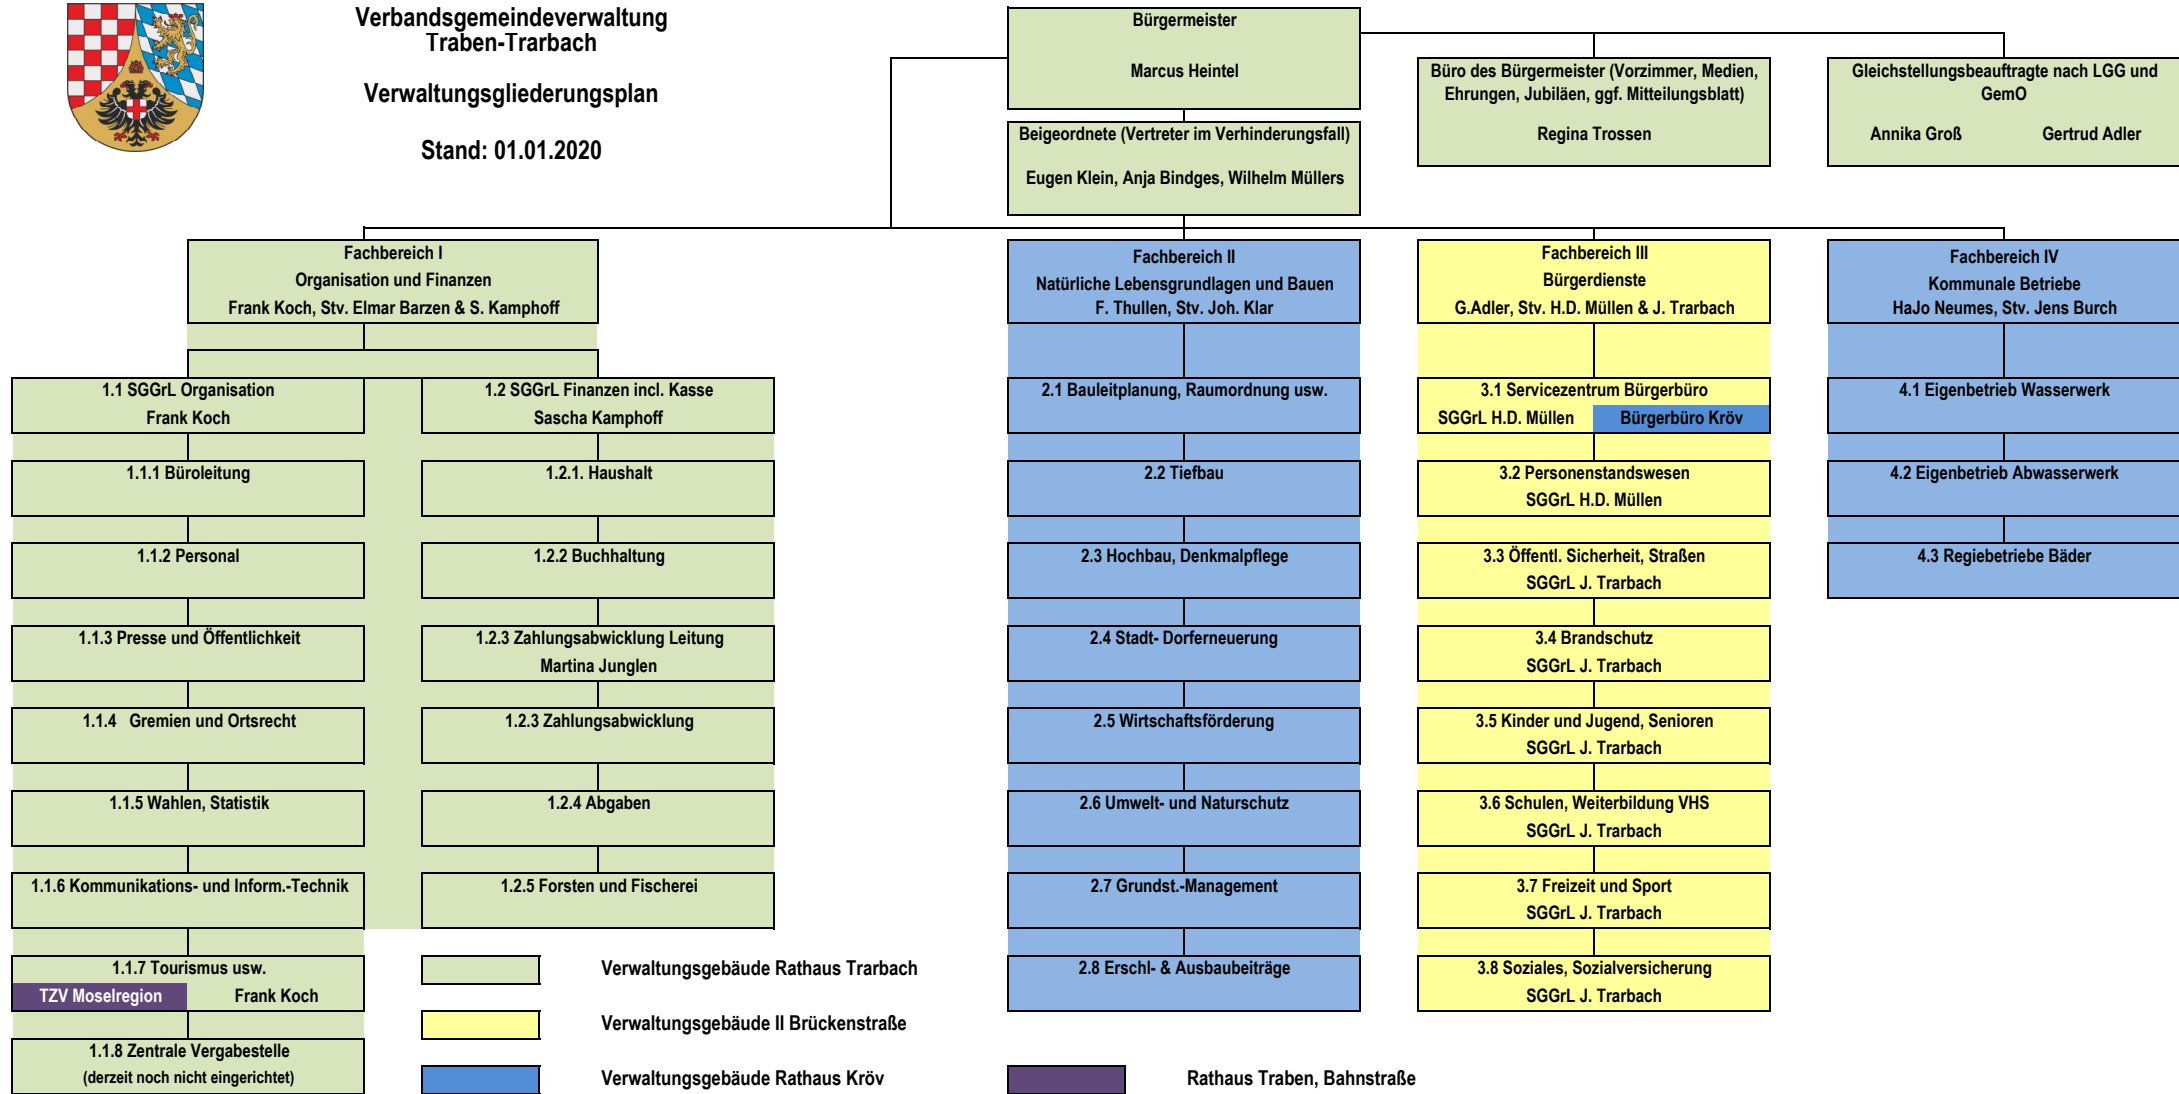 Verbandsgemeindeverwaltung
Traben-Trarbach
Verwaltungsgliederungsplan
Stand: 01.01.2020
Bürgermeister
Marcus Heintel
Beigeordnete (Vertreter im Verhinderungsfall)
Eugen Klein, Anja Bindges, Wilhelm Müllers
Büro des Bürgermeister (Vorzimmer, Medien,
Ehrungen, Jubiläen, ggf. Mitteilungsblatt)
Regina Trossen
Gleichstellungsbeauftragte nach LGG und
GemO
Annika Groß Gertrud Adler
Fachbereich I
Organisation und Finanzen
Frank Koch, Stv. Elmar Barzen & S. Kamphoff
1.1 SGGrL Organisation
Frank Koch
1.1.1 Büroleitung
1.1.2 Personal
1.1.3 Presse und Öffentlichkeit
1.1.4 Gremien und Ortsrecht
1.1.5 Wahlen, Statistik
1.1.6 Kommunikations- und Inform.-Technik
1.1.7 Tourismus usw.
TZV Moselregion Frank Koch
1.1.8 Zentrale Vergabestelle
(derzeit noch nicht eingerichtet)
1.2 SGGrL Finanzen incl. Kasse
Sascha Kamphoff
1.2.1. Haushalt
1.2.2 Buchhaltung
1.2.3 Zahlungsabwicklung Leitung
Martina Junglen
1.2.3 Zahlungsabwicklung
1.2.4 Abgaben
1.2.5 Forsten und Fischerei
Fachbereich II
Natürliche Lebensgrundlagen und Bauen
F. Thullen, Stv. Joh. Klar
2.1 Bauleitplanung, Raumordnung usw.
2.2 Tiefbau
2.3 Hochbau, Denkmalpflege
2.4 Stadt- Dorferneuerung
2.5 Wirtschaftsförderung
2.6 Umwelt- und Naturschutz
2.7 Grundst.-Management
2.8 Erschl- & Ausbaubeiträge
Fachbereich III
Bürgerdienste
G.Adler, Stv. H.D. Müllen & J. Trarbach
3.1 Servicezentrum Bürgerbüro
SGGrL H.D. Müllen Bürgerbüro Kröv
3.2 Personenstandswesen
SGGrL H.D. Müllen
3.3 Öffentl. Sicherheit, Straßen
SGGrL J. Trarbach
3.4 Brandschutz
SGGrL J. Trarbach
3.5 Kinder und Jugend, Senioren
SGGrL J. Trarbach
3.6 Schulen, Weiterbildung VHS
SGGrL J. Trarbach
3.7 Freizeit und Sport
SGGrL J. Trarbach
3.8 Soziales, Sozialversicherung
SGGrL J. Trarbach
Fachbereich IV
Kommunale Betriebe
HaJo Neumes, Stv. Jens Burch
4.1 Eigenbetrieb Wasserwerk
4.2 Eigenbetrieb Abwasserwerk
4.3 Regiebetriebe Bäder
Verwaltungsgebäude Rathaus Trarbach
Verwaltungsgebäude II Brückenstraße
Verwaltungsgebäude Rathaus Kröv
Rathaus Traben, Bahnstraße